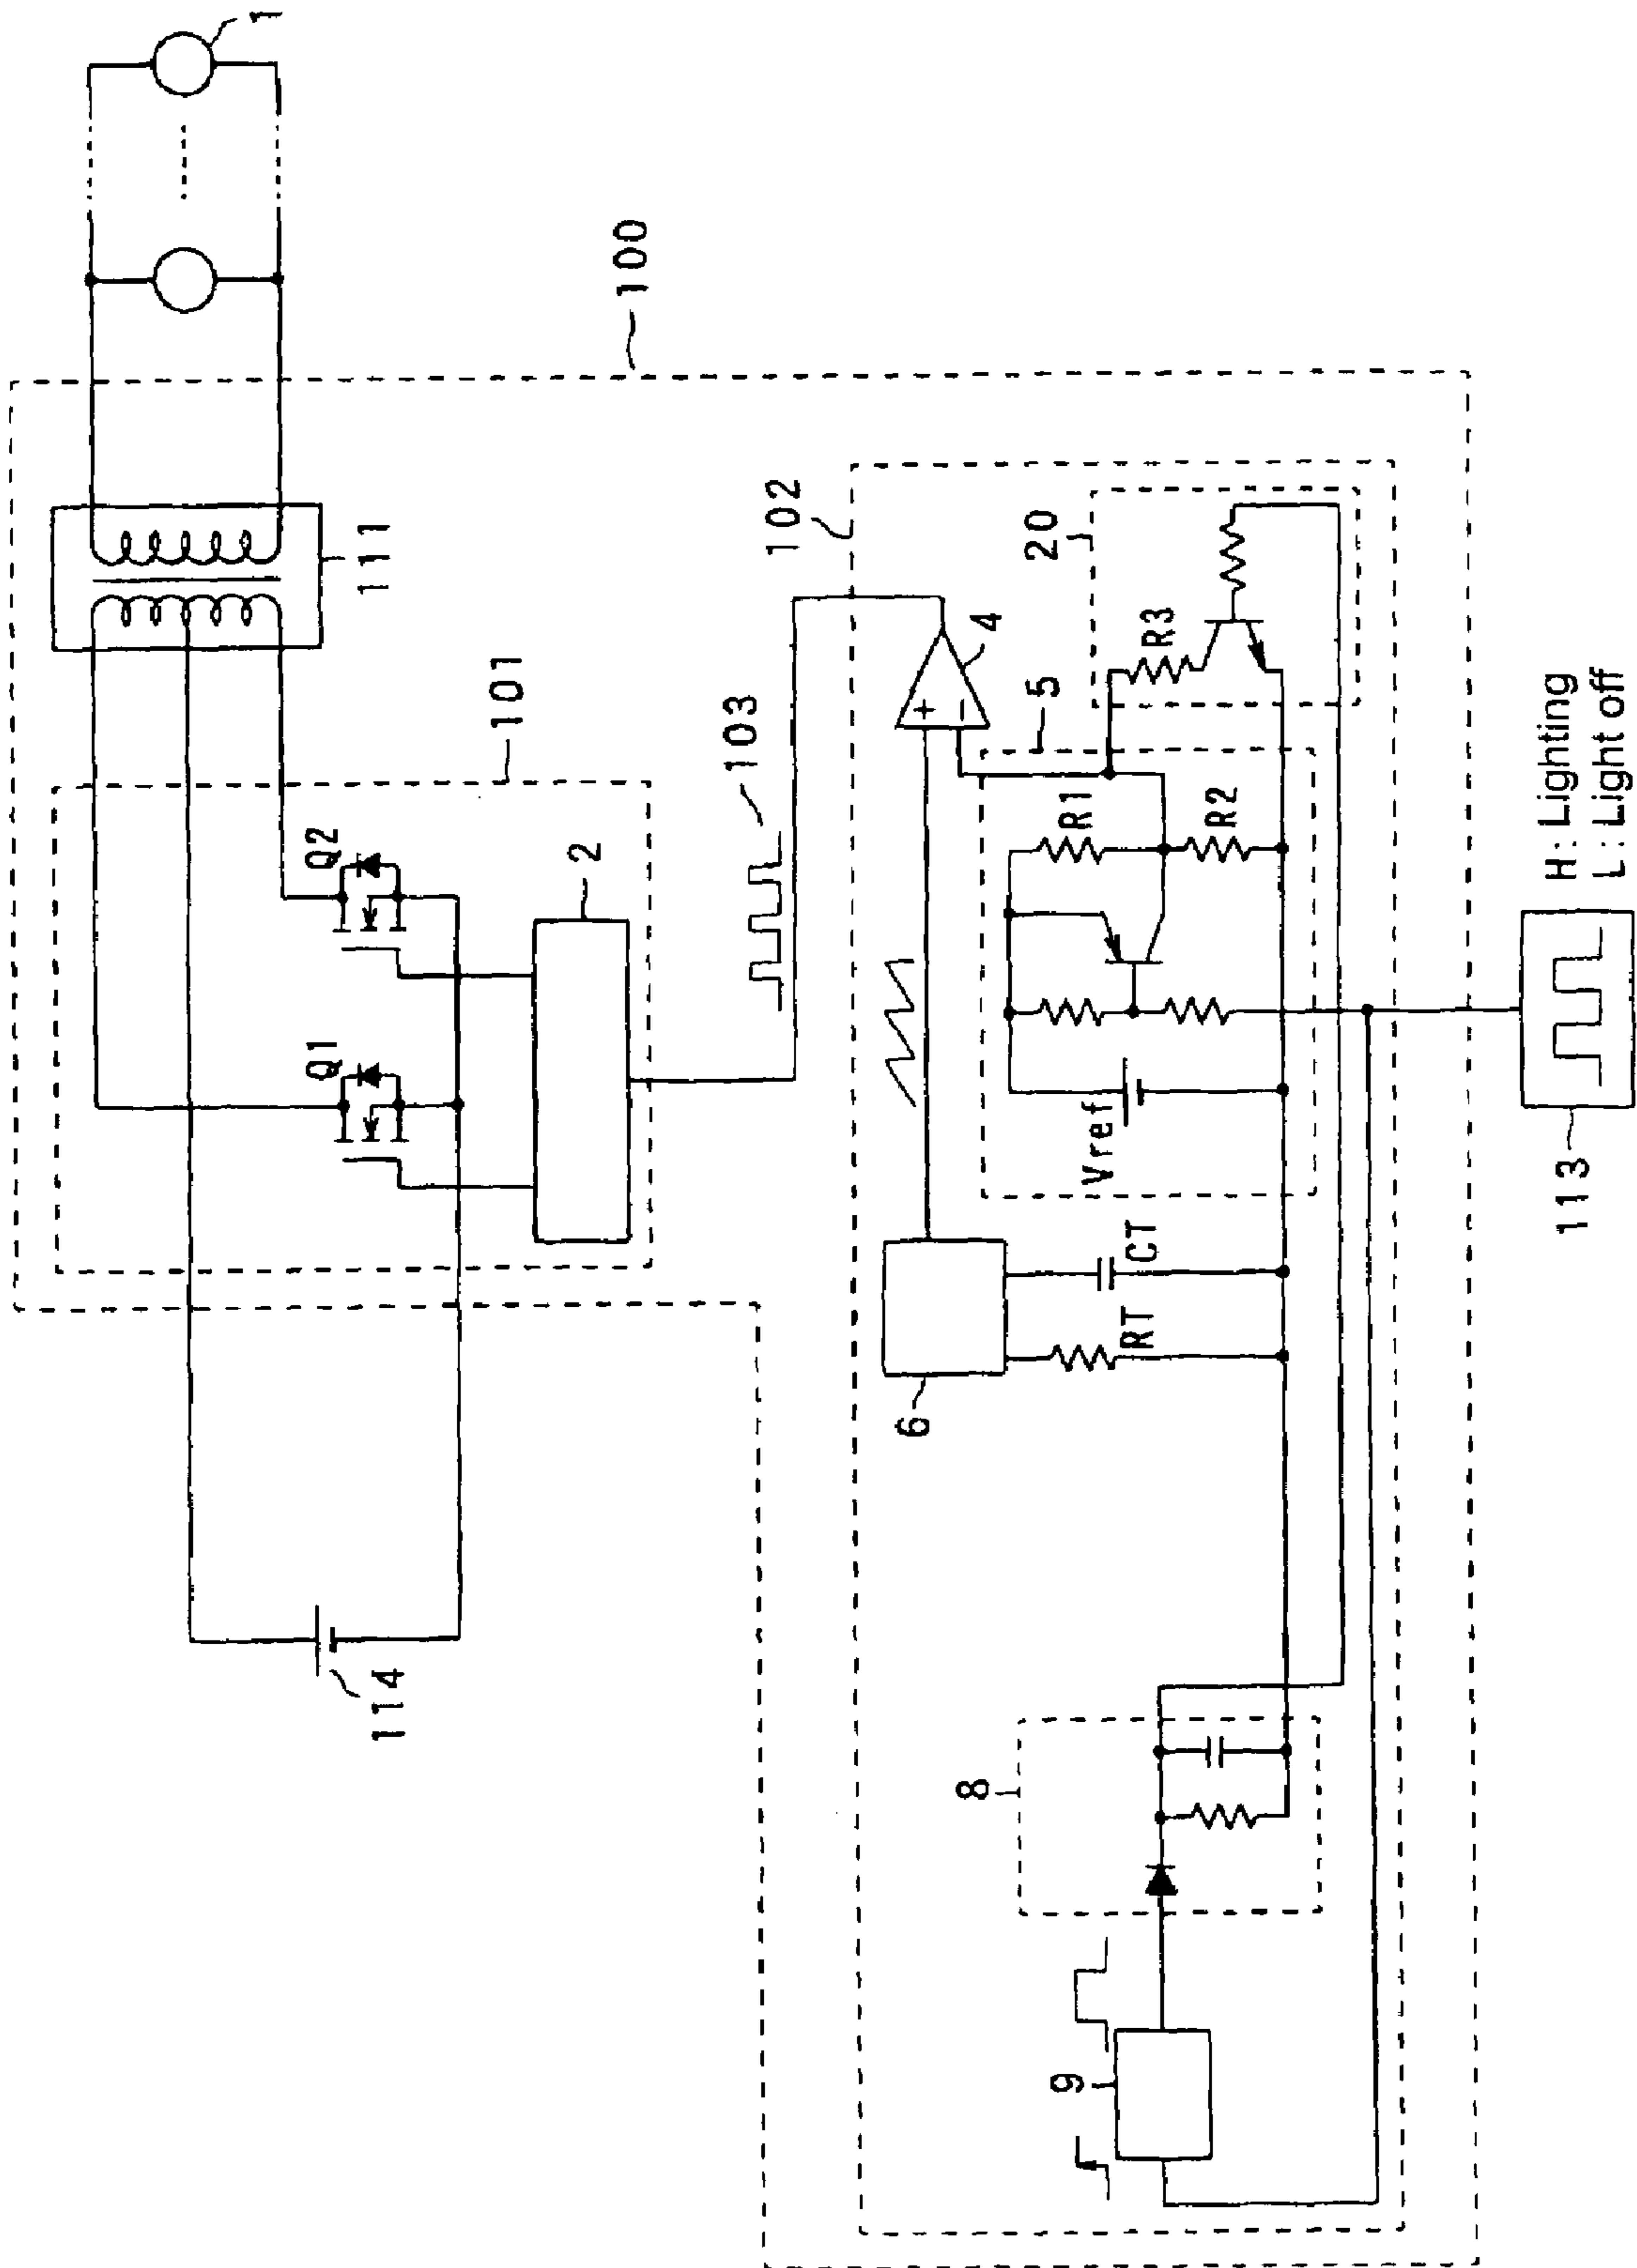 1
100
111
101
Q2
Q1
2
103
114
102
4
+
−
20
R3
5
R1
R2
Vref
6
CT
RT
8
9
113
H: Lighting
L: Light off